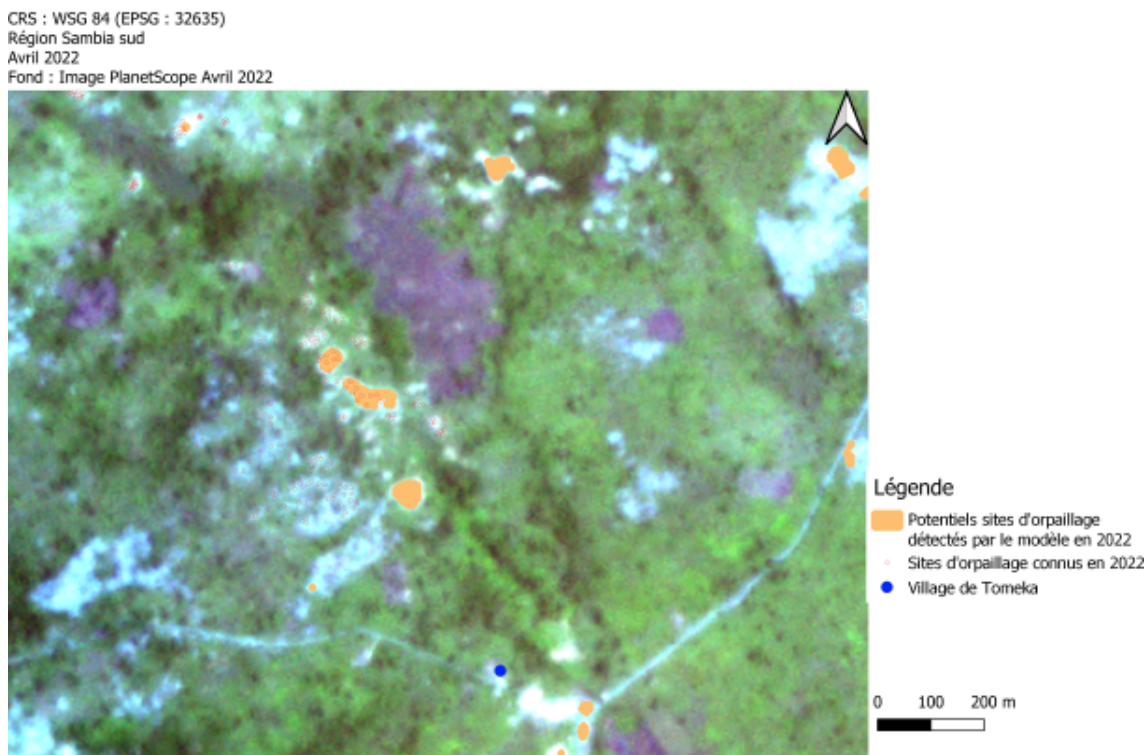 CRS : WSG 84 (EPSG : 32635)
Région Sambia sud
Avril 2022
Fond : Image PlanetScope Avril 2022
Légende
Potentiels sites d'orpaillage
détectés par le modèle en 2022
Sites d'orpaillage connus en 2022
Village de Tomeka
0 100 200 m